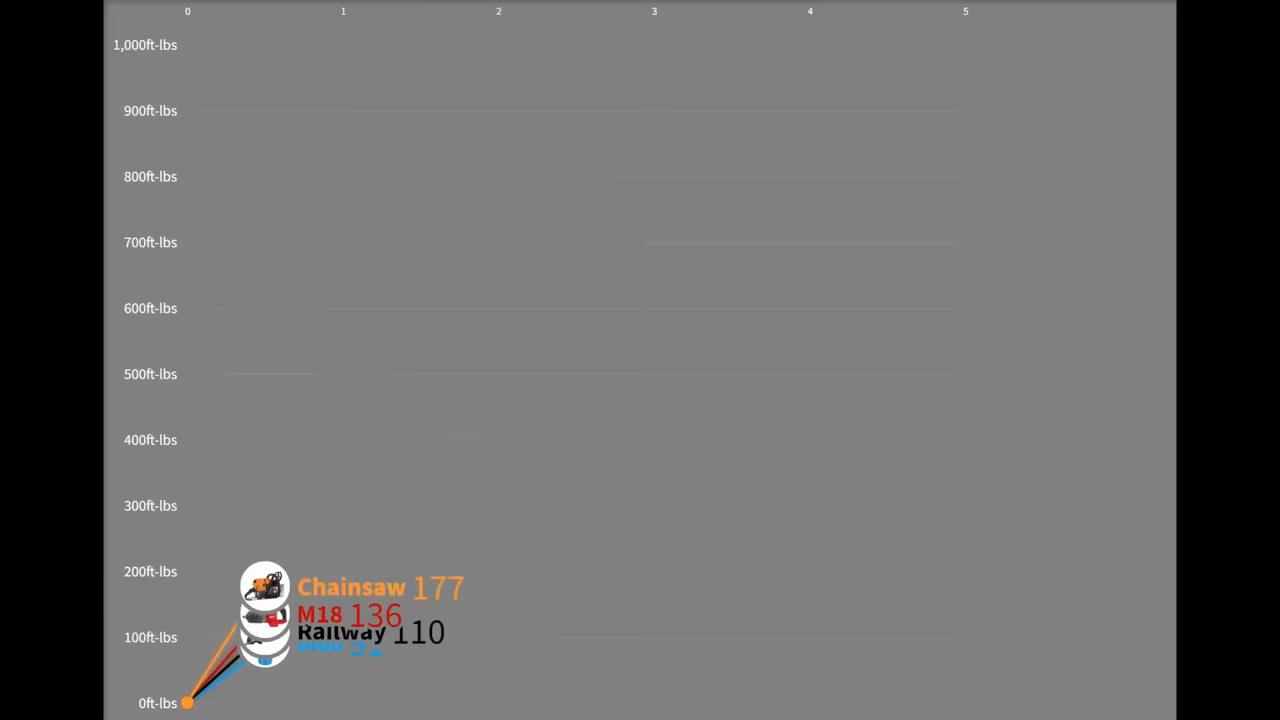 0 1 2 3 4 5
1,000ft-lbs
900ft-lbs
800ft-lbs
700ft-lbs
600ft-lbs
500ft-lbs
400ft-lbs
300ft-lbs
200ft-lbs
Chainsaw 177
M18 136
Railway 110
100ft-lbs
0ft-lbs